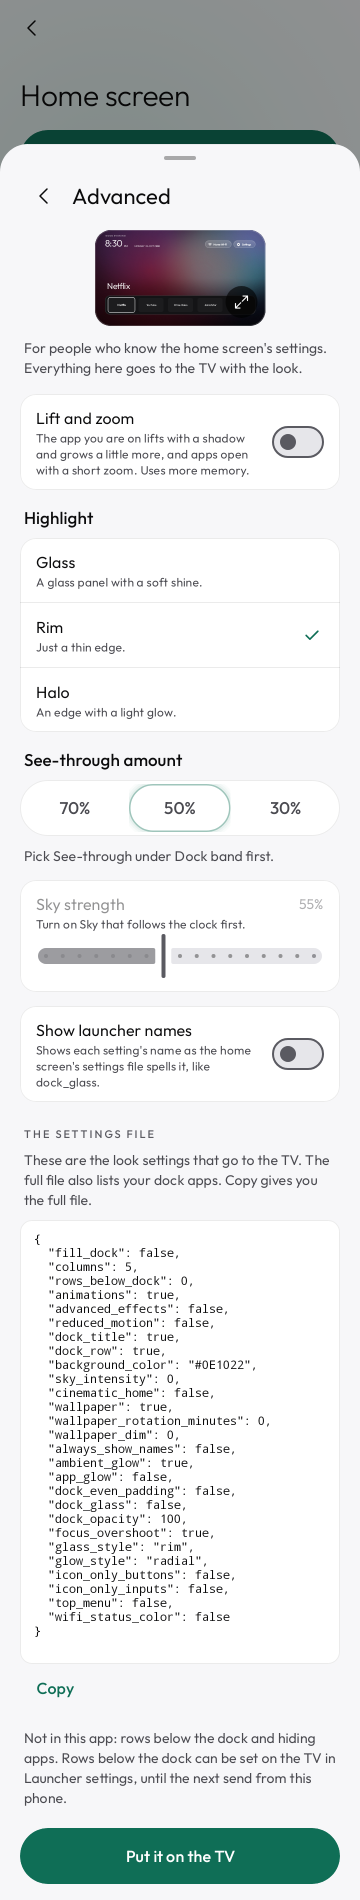 Home screen
Advanced
8:30
Netflix
For people who know the home screen's settings.
Everything here goes to the TV with the look.
Lift and zoom
The app you are on lifts with a shadow
and grows a little more, and apps open
with a short zoom. Uses more memory.
Highlight
Glass
A glass panel with a soft shine.
Rim
Just a thin edge.
Halo
An edge with a light glow.
See-through amount
70% 50% 30%
Pick See-through under Dock band first.
Sky strength 55%
Turn on Sky that follows the clock first.
Show launcher names
Shows each setting's name as the home
screen's settings file spells it, like
dock_glass.
THE SETTINGS FILE
These are the look settings that go to the TV. The
full file also lists your dock apps. Copy gives you
the full file.
{
"fill_dock": false,
"columns": 5,
"rows_below_dock": 0,
"animations": true,
"advanced_effects": false,
"reduced_motion": false,
"dock_title": true,
"dock_row": true,
"background_color": "#0E1022",
"sky_intensity": 0,
"cinematic_home": false,
"wallpaper": true,
"wallpaper_rotation_minutes": 0,
"wallpaper_dim": 0,
"always_show_names": false,
"ambient_glow": true,
"app_glow": false,
"dock_even_padding": false,
"dock_glass": false,
"dock_opacity": 100,
"focus_overshoot": true,
"glass_style": "rim",
"glow_style": "radial",
"icon_only_buttons": false,
"icon_only_inputs": false,
"top_menu": false,
"wifi_status_color": false
}
Copy
Not in this app: rows below the dock and hiding
apps. Rows below the dock can be set on the TV in
Launcher settings, until the next send from this
phone.
Put it on the TV